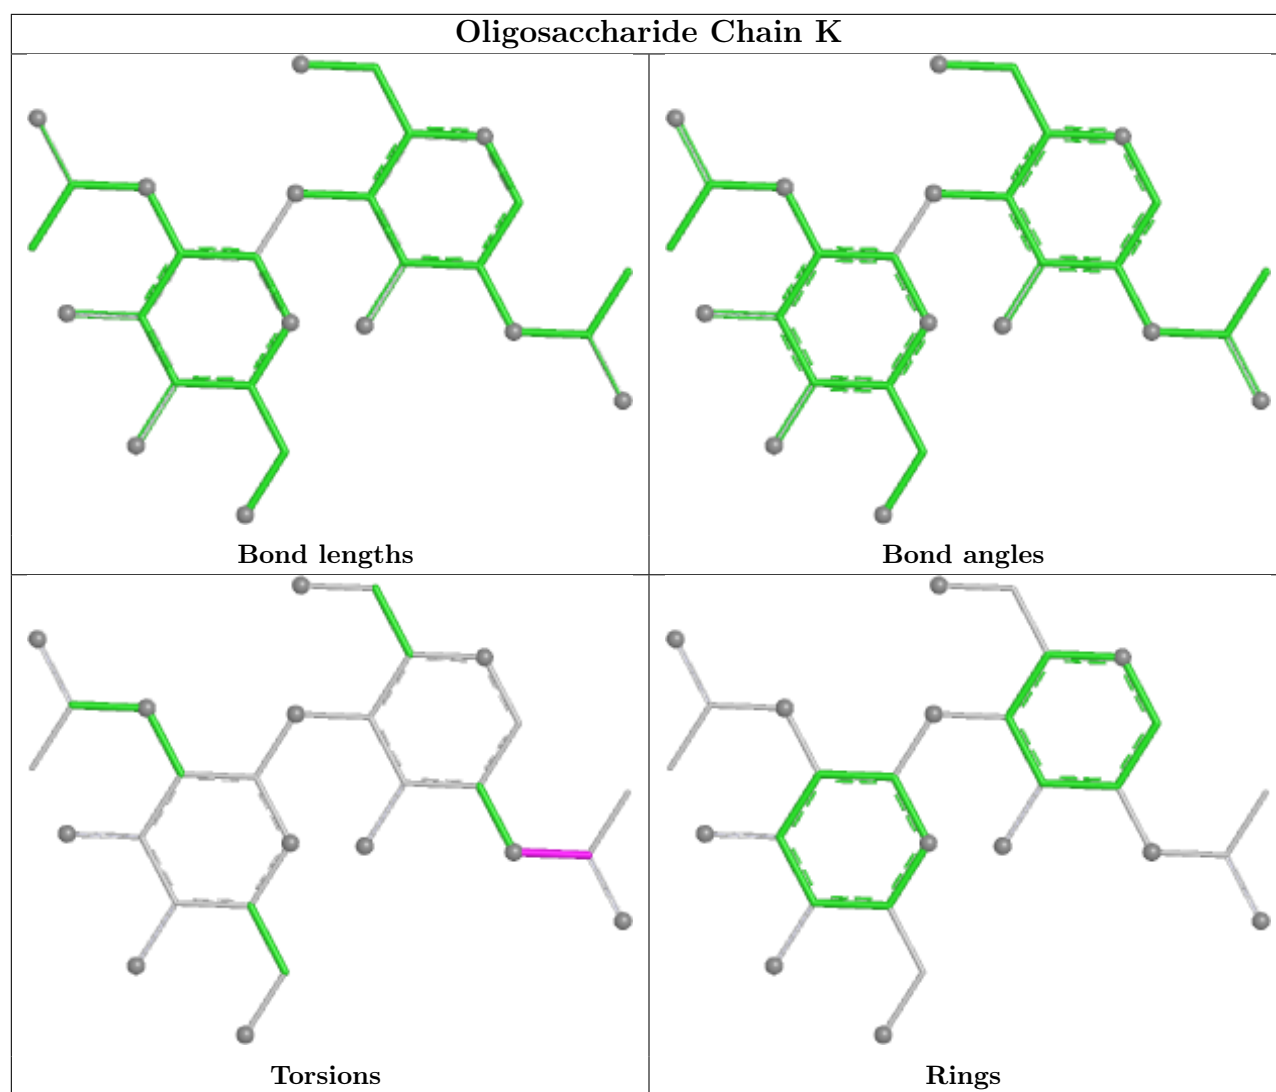 Oligosaccharide Chain K
Bond lengths
Bond angles
Torsions
Rings